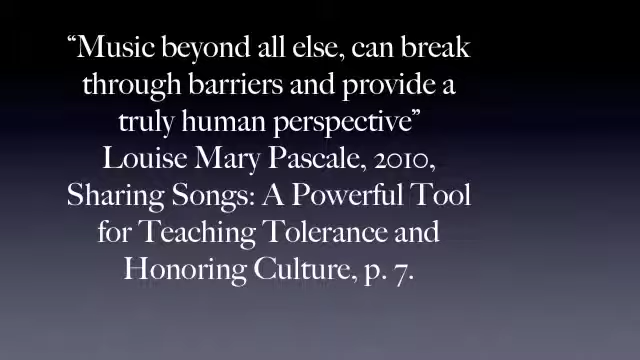 “Music beyond all else, can break
through barriers and provide a
truly human perspective”
Louise Mary Pascale, 2010,
Sharing Songs: A Powerful Tool
for Teaching Tolerance and
Honoring Culture, p. 7.